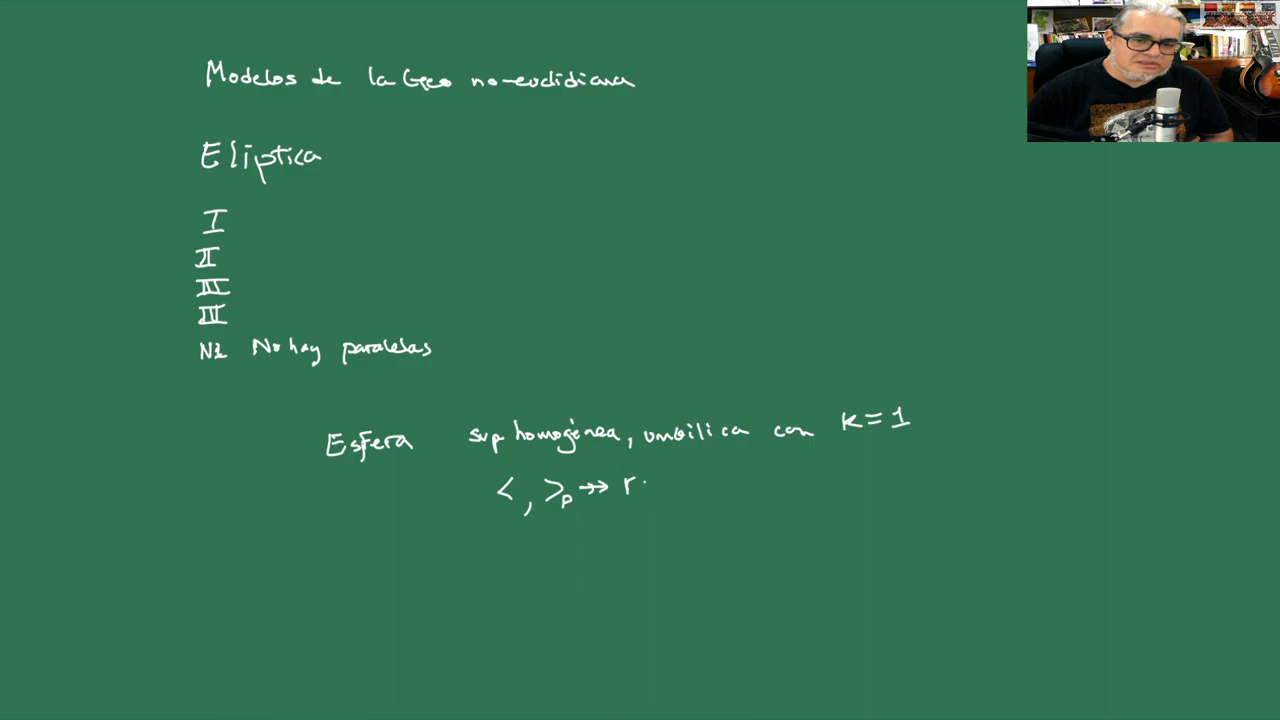 Modelos de la Geo no-euclidiana
Elíptica
I
II
III
III
N1 No hay paralelas
Esfera sup homogénea, umbilica con K=1
< , >p →→ r